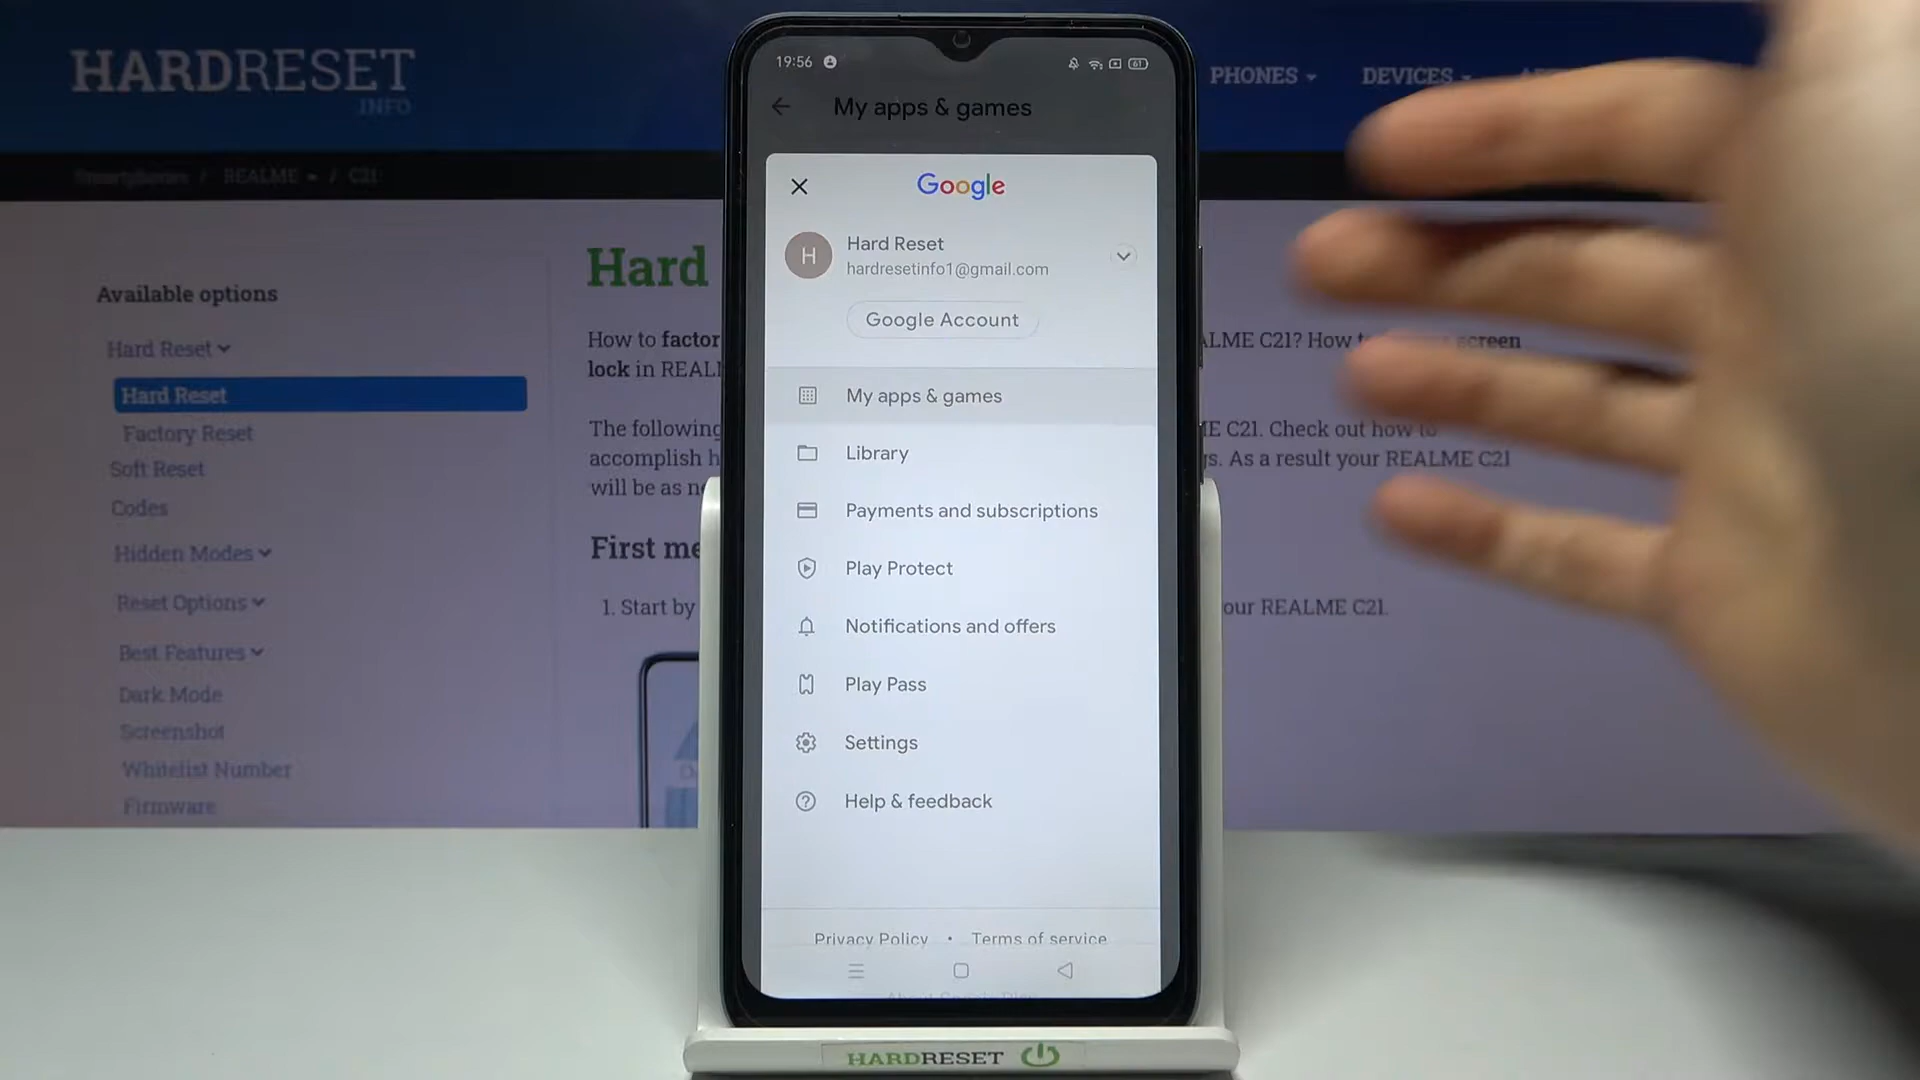 HARDRESET
.INFO
PHONES
DEVICES
REALME / C21
Available options
Hard Reset
Hard Reset
Factory Reset
Soft Reset
Codes
Hidden Modes
Reset Options
Best Features
Dark Mode
Screenshot
Whitelist Number
Firmware
Hard
How to factor
ALME C21? How screen
lock in REAL
The following
C21. Check out how to
accomplish h
s. As a result your REALME C21
will be as
First me
1. Start by
our REALME C21.
19:56
61
My apps & games
Google
H
Hard Reset
hardresetinfo1@gmail.com
Google Account
My apps & games
Library
Payments and subscriptions
Play Protect
Notifications and offers
Play Pass
Settings
Help & feedback
Privacy Policy • Terms of service
About Google Play
HARDRESET